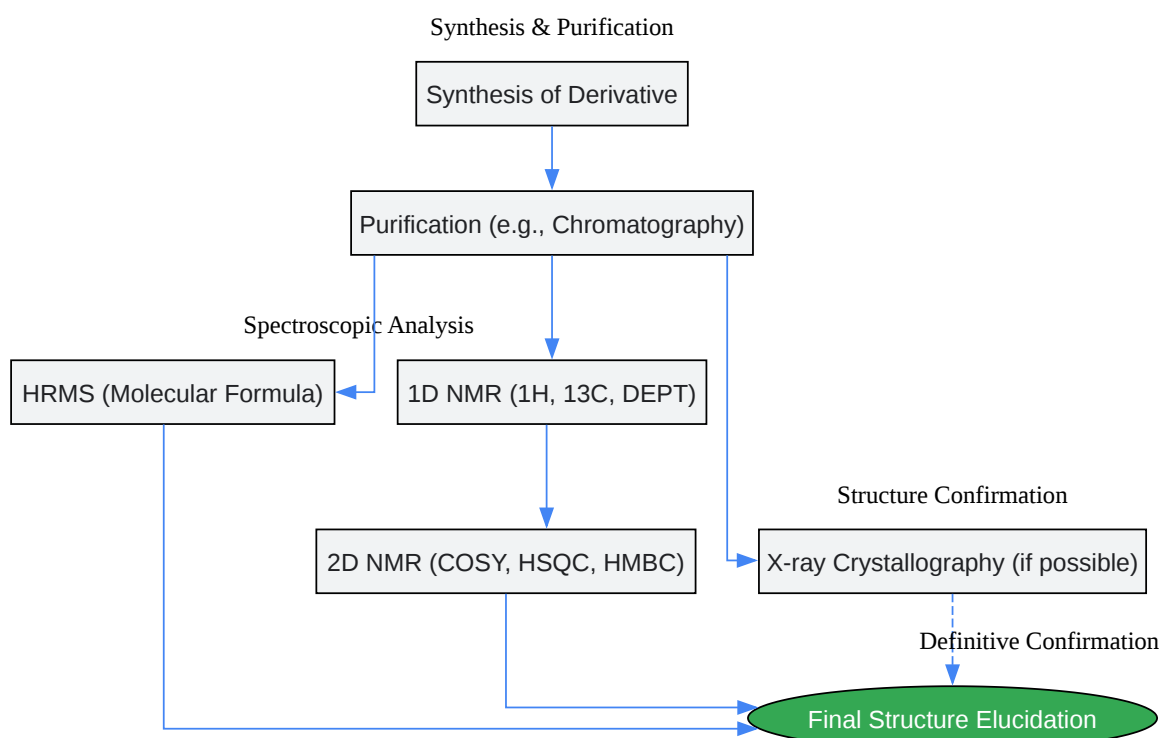 Synthesis & Purification
Synthesis of Derivative
Purification (e.g., Chromatography)
Spectroscopic Analysis
HRMS (Molecular Formula)
1D NMR (1H, 13C, DEPT)
Structure Confirmation
2D NMR (COSY, HSQC, HMBC)
X-ray Crystallography (if possible)
Definitive Confirmation
Final Structure Elucidation